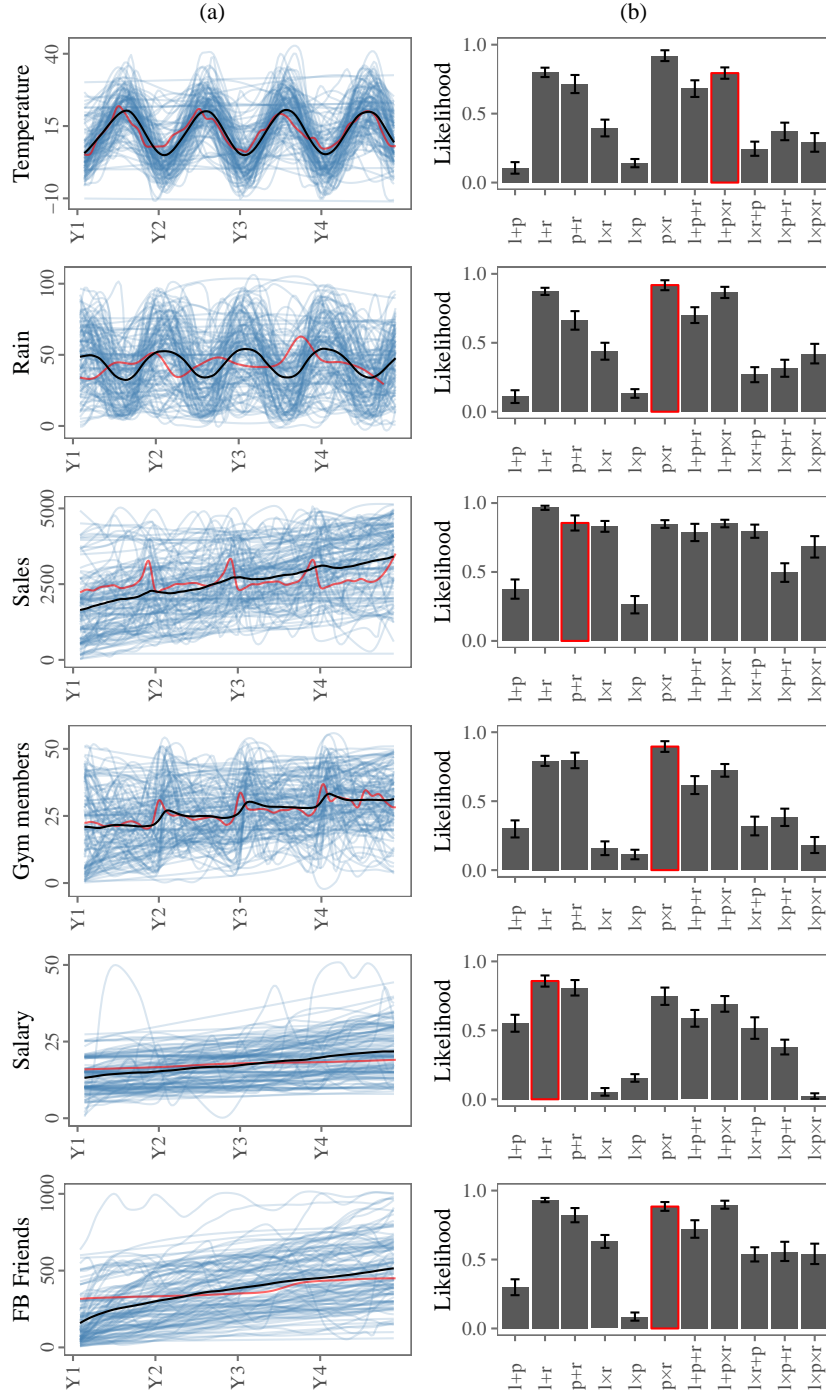 (a)
(b)
Temperature
40
15
−10
Y1
Y2
Y3
Y4
Likelihood
1.0
0.5
0.0
l+p
l+r
p+r
l×r
l×p
p×r
l+p+r
l+p×r
l×r+p
l×p+r
l×p×r
Rain
100
50
0
Y1
Y2
Y3
Y4
Likelihood
1.0
0.5
0.0
l+p
l+r
p+r
l×r
l×p
p×r
l+p+r
l+p×r
l×r+p
l×p+r
l×p×r
Sales
5000
2500
0
Y1
Y2
Y3
Y4
Likelihood
1.0
0.5
0.0
l+p
l+r
p+r
l×r
l×p
p×r
l+p+r
l+p×r
l×r+p
l×p+r
l×p×r
Gym members
50
25
0
Y1
Y2
Y3
Y4
Likelihood
1.0
0.5
0.0
l+p
l+r
p+r
l×r
l×p
p×r
l+p+r
l+p×r
l×r+p
l×p+r
l×p×r
Salary
50
25
0
Y1
Y2
Y3
Y4
Likelihood
1.0
0.5
0.0
l+p
l+r
p+r
l×r
l×p
p×r
l+p+r
l+p×r
l×r+p
l×p+r
l×p×r
FB Friends
1000
500
0
Y1
Y2
Y3
Y4
Likelihood
1.0
0.5
0.0
l+p
l+r
p+r
l×r
l×p
p×r
l+p+r
l+p×r
l×r+p
l×p+r
l×p×r